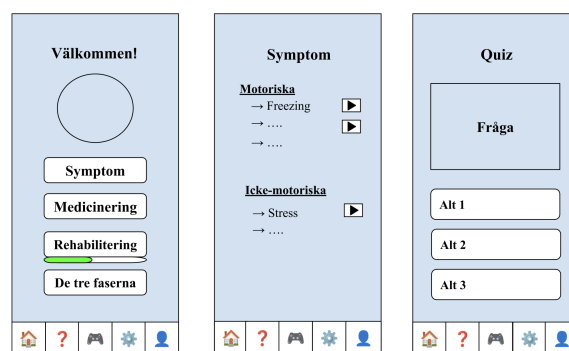 Välkommen!
Symptom
Medicinering
Rehabilitering
De tre faserna
Symptom
Motoriska
→ Freezing
→ ….
→ ….
Icke-motoriska
→ Stress
→ ….
Quiz
Fråga
Alt 1
Alt 2
Alt 3